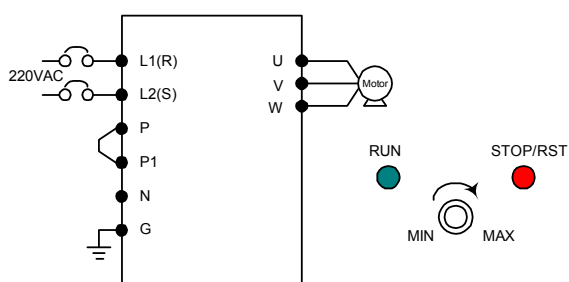 220VAC
L1(R)
L2(S)
P
P1
N
G
U
V
W
Motor
RUN
STOP/RST
MIN
MAX